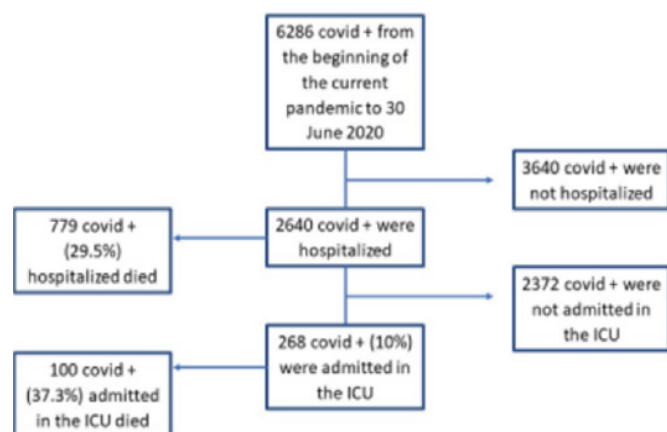 6286 covid + from
the beginning of
the current
pandemic to 30
June 2020
3640 covid + were
not hospitalized
779 covid +
(29.5%)
hospitalized died
2640 covid + were
hospitalized
2372 covid + were
not admitted in
the ICU
268 covid + (10%)
were admitted in
the ICU
100 covid +
(37.3%) admitted
in the ICU died